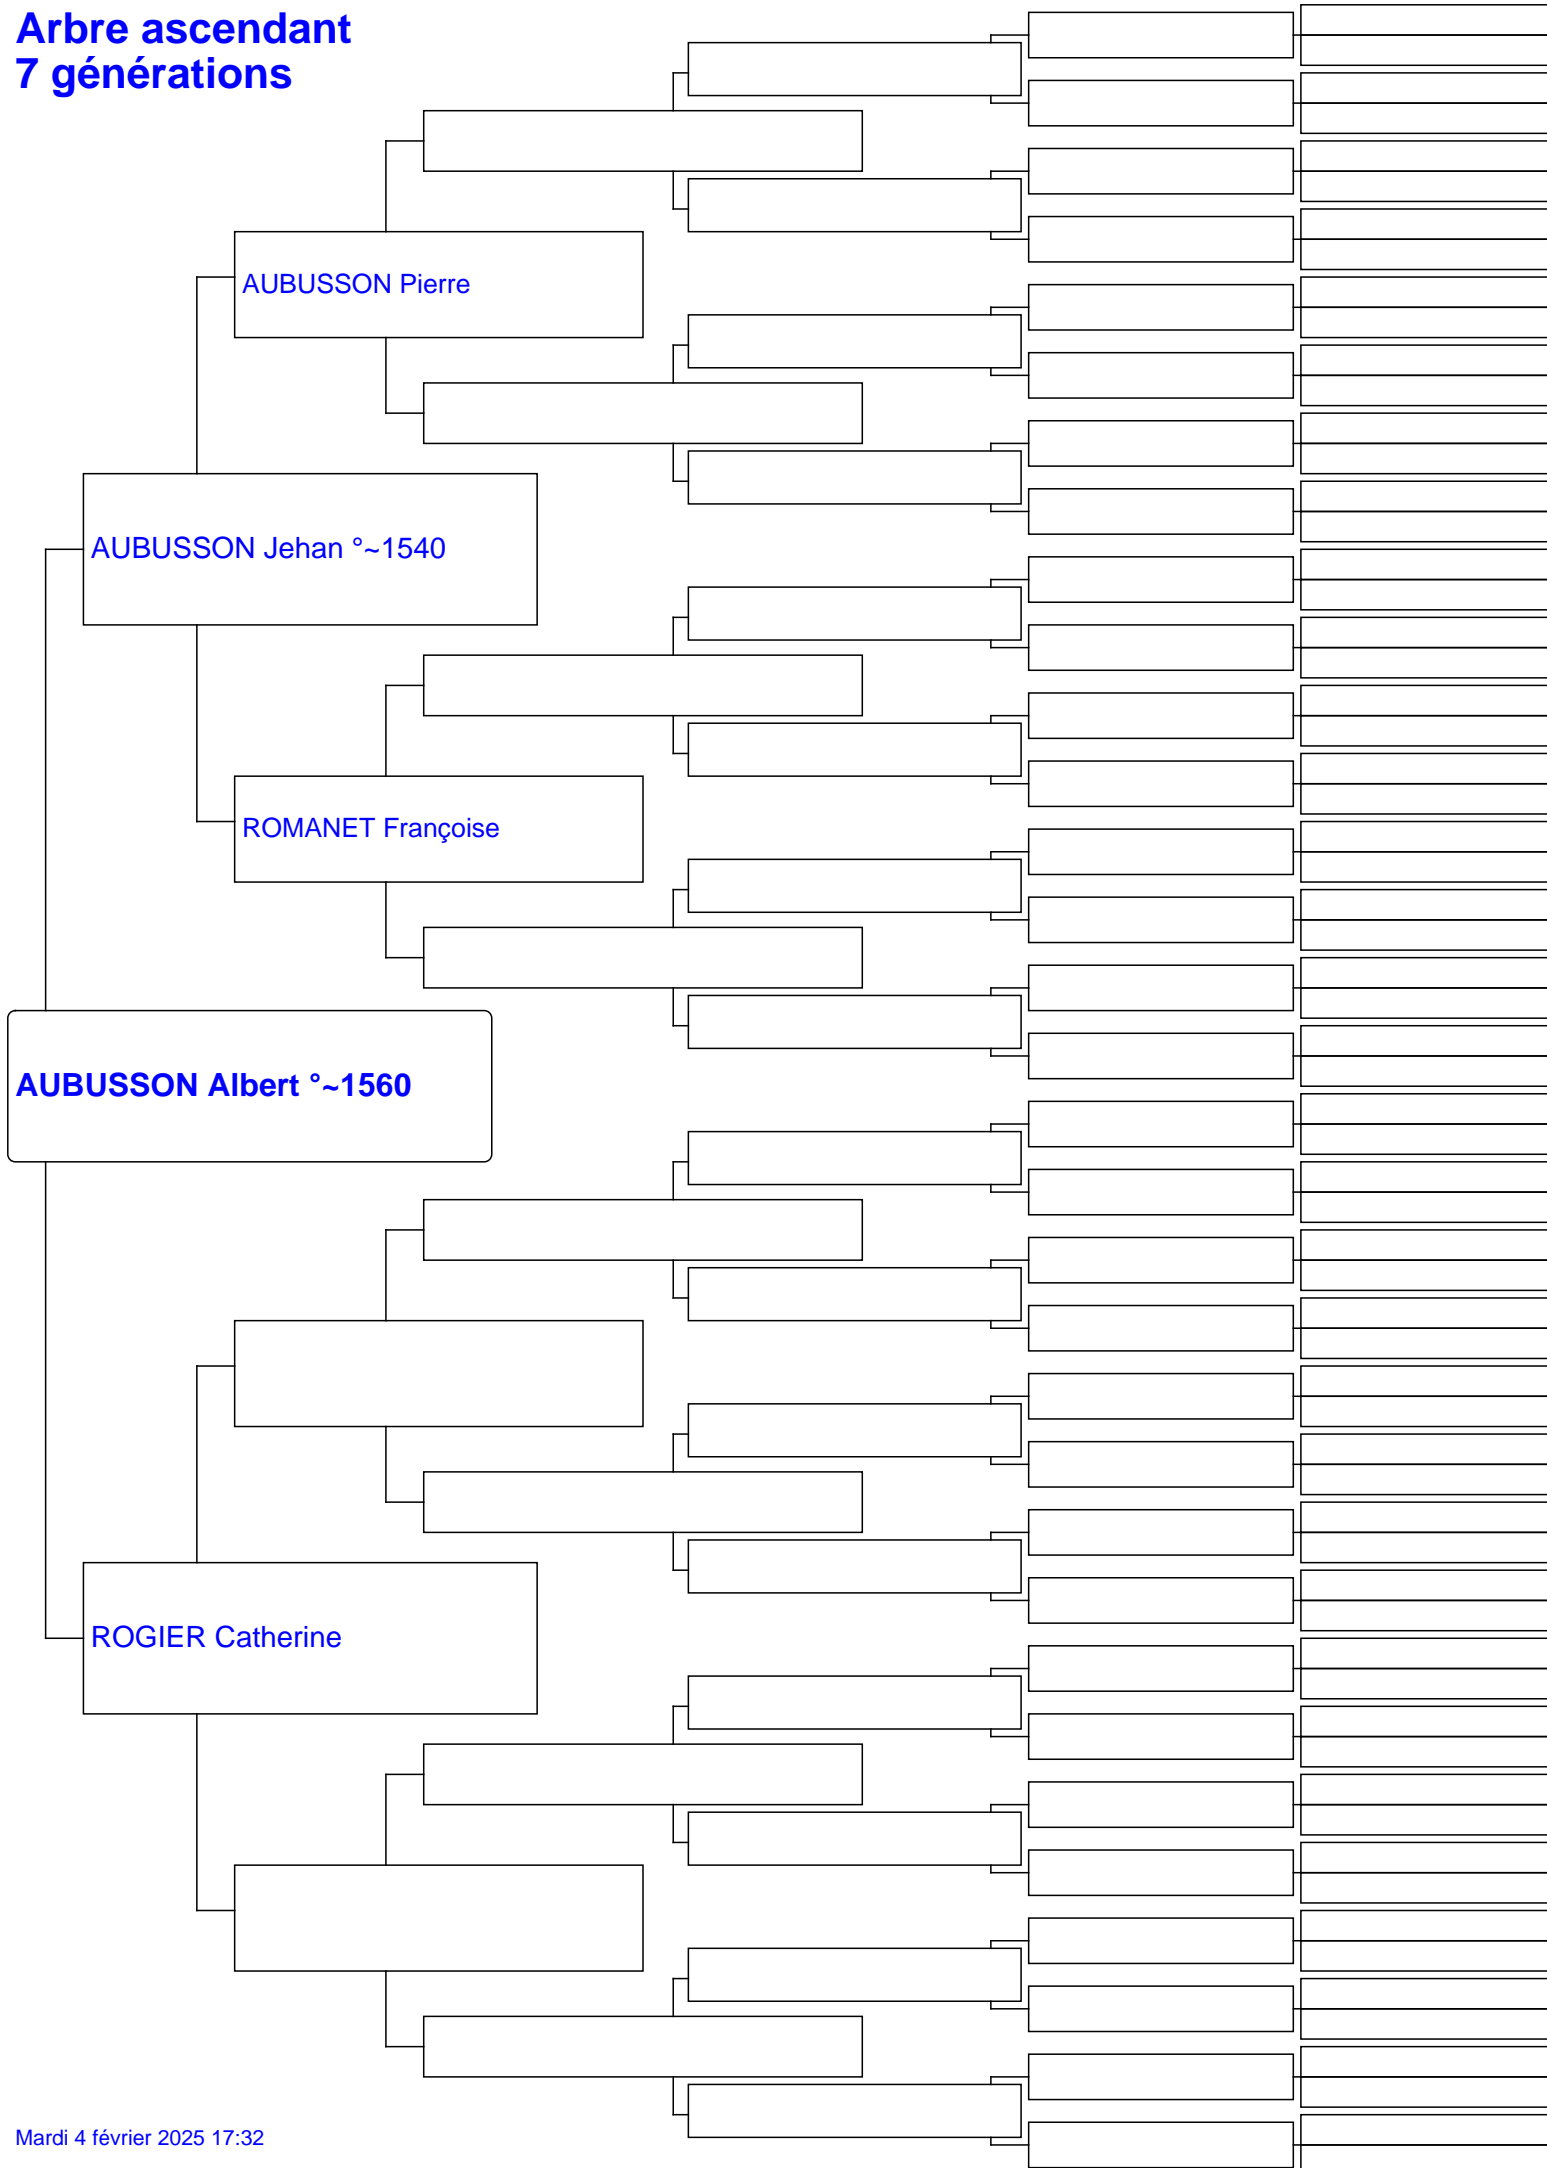 Arbre ascendant
7 générations
AUBUSSON Pierre
AUBUSSON Jehan °~1540
ROMANET Françoise
AUBUSSON Albert °~1560
ROGIER Catherine
Mardi 4 février 2025 17:32